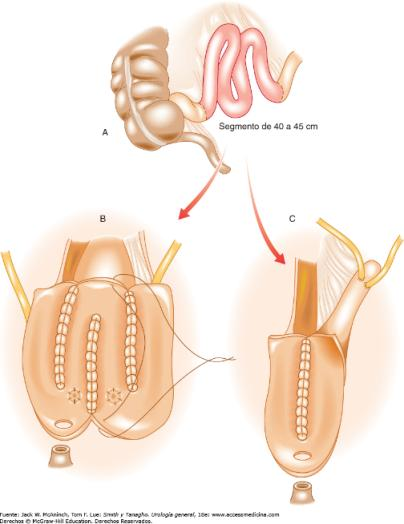 A
Segmento de 40 a 45 cm
B
C
Fuente: Jack W. McAninch, Tom F. Lue: Smith y Tanagho. Urología general, 18e: www.accessmedicina.com
Derechos © McGraw-Hill Education. Derechos Reservados.